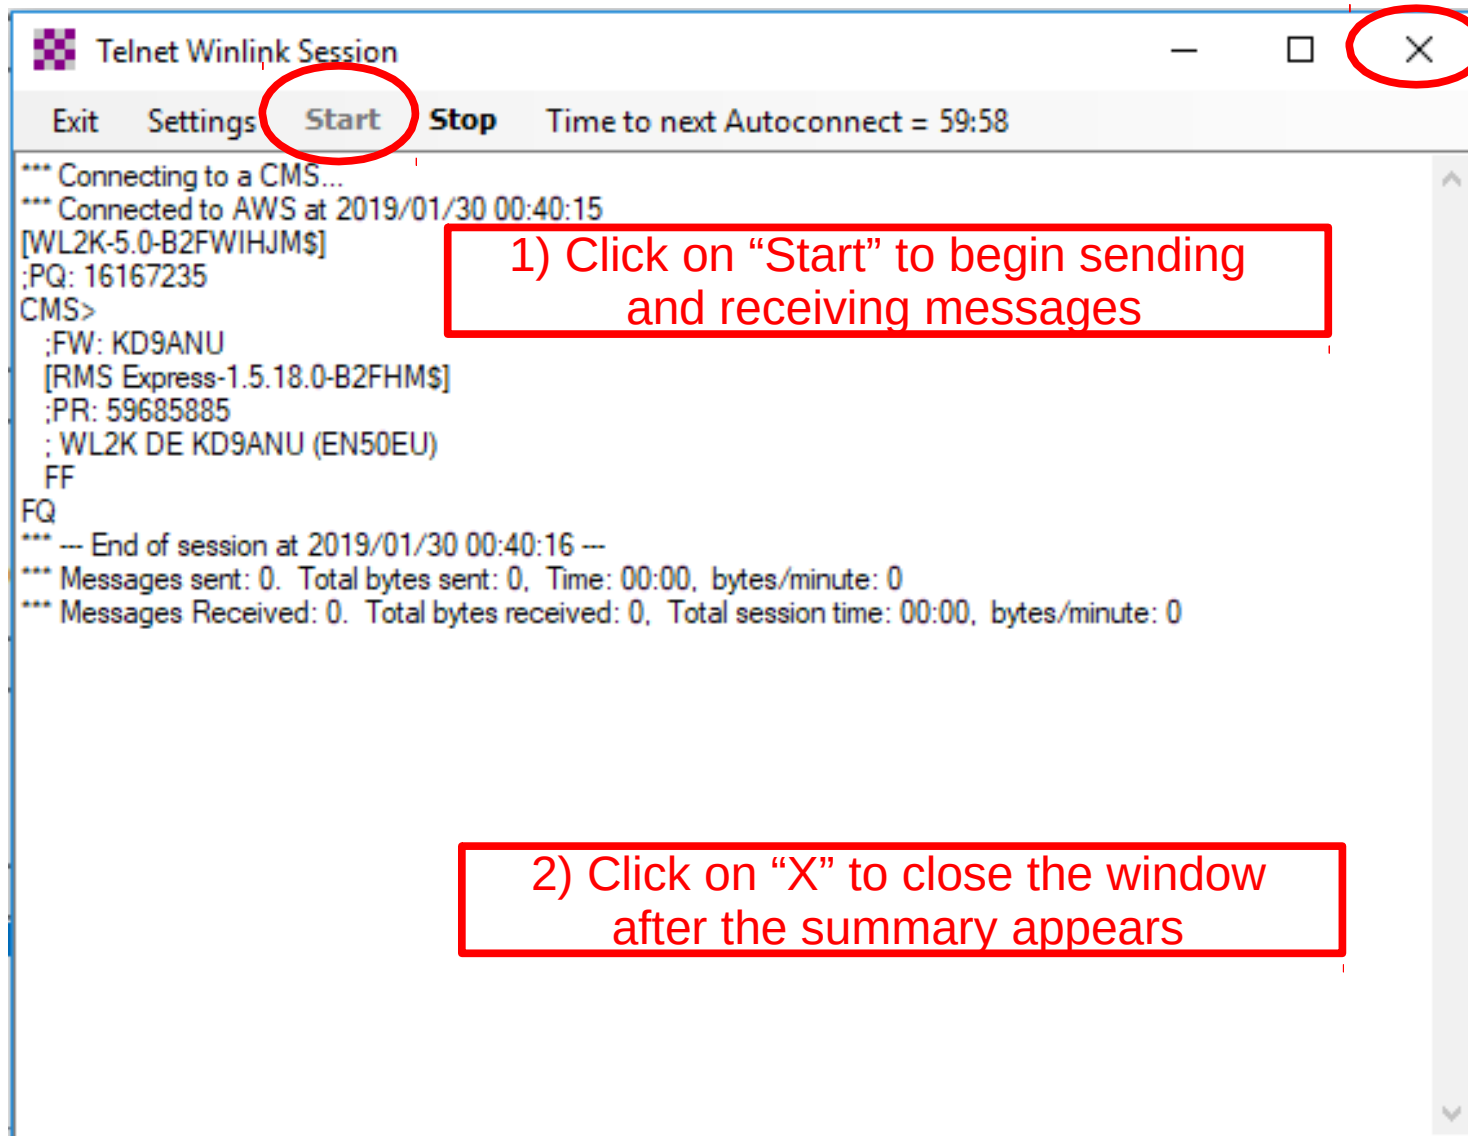 Telnet Winlink Session
Exit Settings Start Stop Time to next Autoconnect = 59:58
*** Connecting to a CMS...
*** Connected to AWS at 2019/01/30 00:40:15
[WL2K-5.0-B2FWIHJM$]
;PQ: 16167235
CMS>
;FW: KD9ANU
[RMS Express-1.5.18.0-B2FHM$]
;PR: 59685885
; WL2K DE KD9ANU (EN50EU)
FF
FQ
*** --- End of session at 2019/01/30 00:40:16 ---
*** Messages sent: 0. Total bytes sent: 0, Time: 00:00, bytes/minute: 0
*** Messages Received: 0. Total bytes received: 0, Total session time: 00:00, bytes/minute: 0
1) Click on “Start” to begin sending
and receiving messages
2) Click on “X” to close the window
after the summary appears